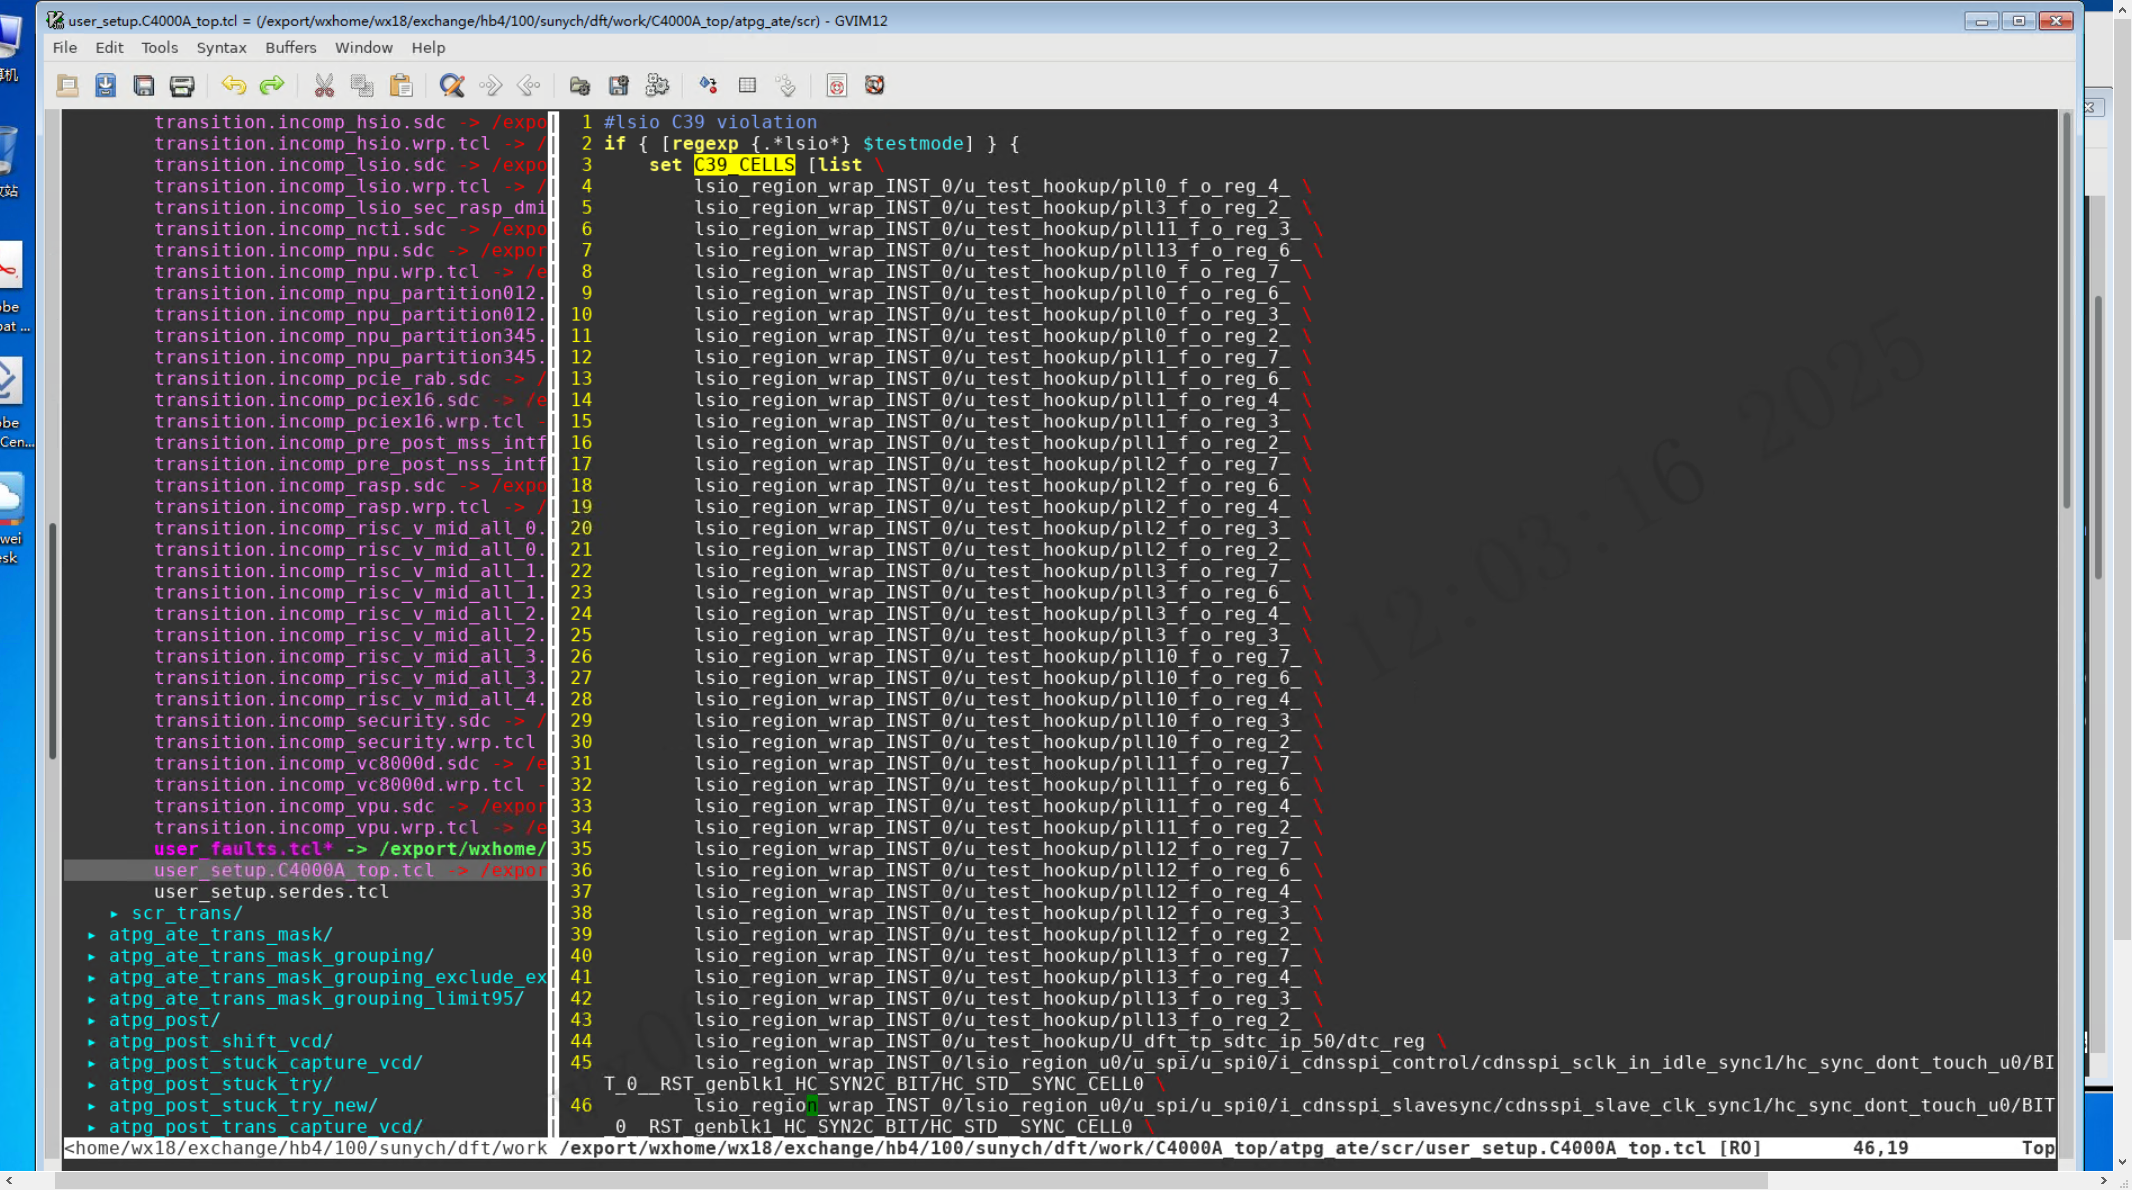 user_setup.C4000A_top.tcl = (/export/wxhome/wx18/exchange/hb4/100/sunych/dft/work/C4000A_top/atpg_ate/scr) - GVIM12
File Edit Tools Syntax Buffers Window Help
transition.incomp_hsio.sdc -> /expo
transition.incomp_hsio.wrp.tcl -> /
transition.incomp_lsio.sdc -> /expo
transition.incomp_lsio.wrp.tcl -> /
transition.incomp_lsio_sec_rasp_dmi
transition.incomp_ncti.sdc -> /expo
transition.incomp_npu.sdc -> /expor
transition.incomp_npu.wrp.tcl -> /e
transition.incomp_npu_partition012.
transition.incomp_npu_partition012.
transition.incomp_npu_partition345.
transition.incomp_npu_partition345.
transition.incomp_pcie_rab.sdc -> /
transition.incomp_pciex16.sdc -> /e
transition.incomp_pciex16.wrp.tcl -
transition.incomp_pre_post_mss_intf
transition.incomp_pre_post_nss_intf
transition.incomp_rasp.sdc -> /expo
transition.incomp_rasp.wrp.tcl -> /
transition.incomp_risc_v_mid_all_0.
transition.incomp_risc_v_mid_all_0.
transition.incomp_risc_v_mid_all_1.
transition.incomp_risc_v_mid_all_1.
transition.incomp_risc_v_mid_all_2.
transition.incomp_risc_v_mid_all_2.
transition.incomp_risc_v_mid_all_3.
transition.incomp_risc_v_mid_all_3.
transition.incomp_risc_v_mid_all_4.
transition.incomp_security.sdc -> /
transition.incomp_security.wrp.tcl
transition.incomp_vc8000d.sdc -> /e
transition.incomp_vc8000d.wrp.tcl -
transition.incomp_vpu.sdc -> /expor
transition.incomp_vpu.wrp.tcl -> /e
user_faults.tcl* -> /export/wxhome/
user_setup.C4000A_top.tcl -> /expor
user_setup.serdes.tcl
▸ scr_trans/
▸ atpg_ate_trans_mask/
▸ atpg_ate_trans_mask_grouping/
▸ atpg_ate_trans_mask_grouping_exclude_ex
▸ atpg_ate_trans_mask_grouping_limit95/
▸ atpg_post/
▸ atpg_post_shift_vcd/
▸ atpg_post_stuck_capture_vcd/
▸ atpg_post_stuck_try/
▸ atpg_post_stuck_try_new/
▸ atpg_post_trans_capture_vcd/
1 #lsio C39 violation
2 if { [regexp {.*lsio*} $testmode] } {
3 set C39_CELLS [list \
4 lsio_region_wrap_INST_0/u_test_hookup/pll0_f_o_reg_4_ \
5 lsio_region_wrap_INST_0/u_test_hookup/pll3_f_o_reg_2_ \
6 lsio_region_wrap_INST_0/u_test_hookup/pll11_f_o_reg_3_ \
7 lsio_region_wrap_INST_0/u_test_hookup/pll13_f_o_reg_6_ \
8 lsio_region_wrap_INST_0/u_test_hookup/pll0_f_o_reg_7_ \
9 lsio_region_wrap_INST_0/u_test_hookup/pll0_f_o_reg_6_ \
10 lsio_region_wrap_INST_0/u_test_hookup/pll0_f_o_reg_3_ \
11 lsio_region_wrap_INST_0/u_test_hookup/pll0_f_o_reg_2_ \
12 lsio_region_wrap_INST_0/u_test_hookup/pll1_f_o_reg_7_ \
13 lsio_region_wrap_INST_0/u_test_hookup/pll1_f_o_reg_6_ \
14 lsio_region_wrap_INST_0/u_test_hookup/pll1_f_o_reg_4_ \
15 lsio_region_wrap_INST_0/u_test_hookup/pll1_f_o_reg_3_ \
16 lsio_region_wrap_INST_0/u_test_hookup/pll1_f_o_reg_2_ \
17 lsio_region_wrap_INST_0/u_test_hookup/pll2_f_o_reg_7_ \
18 lsio_region_wrap_INST_0/u_test_hookup/pll2_f_o_reg_6_ \
19 lsio_region_wrap_INST_0/u_test_hookup/pll2_f_o_reg_4_ \
20 lsio_region_wrap_INST_0/u_test_hookup/pll2_f_o_reg_3_ \
21 lsio_region_wrap_INST_0/u_test_hookup/pll2_f_o_reg_2_ \
22 lsio_region_wrap_INST_0/u_test_hookup/pll3_f_o_reg_7_ \
23 lsio_region_wrap_INST_0/u_test_hookup/pll3_f_o_reg_6_ \
24 lsio_region_wrap_INST_0/u_test_hookup/pll3_f_o_reg_4_ \
25 lsio_region_wrap_INST_0/u_test_hookup/pll3_f_o_reg_3_ \
26 lsio_region_wrap_INST_0/u_test_hookup/pll10_f_o_reg_7_ \
27 lsio_region_wrap_INST_0/u_test_hookup/pll10_f_o_reg_6_ \
28 lsio_region_wrap_INST_0/u_test_hookup/pll10_f_o_reg_4_ \
29 lsio_region_wrap_INST_0/u_test_hookup/pll10_f_o_reg_3_ \
30 lsio_region_wrap_INST_0/u_test_hookup/pll10_f_o_reg_2_ \
31 lsio_region_wrap_INST_0/u_test_hookup/pll11_f_o_reg_7_ \
32 lsio_region_wrap_INST_0/u_test_hookup/pll11_f_o_reg_6_ \
33 lsio_region_wrap_INST_0/u_test_hookup/pll11_f_o_reg_4_ \
34 lsio_region_wrap_INST_0/u_test_hookup/pll11_f_o_reg_2_ \
35 lsio_region_wrap_INST_0/u_test_hookup/pll12_f_o_reg_7_ \
36 lsio_region_wrap_INST_0/u_test_hookup/pll12_f_o_reg_6_ \
37 lsio_region_wrap_INST_0/u_test_hookup/pll12_f_o_reg_4_ \
38 lsio_region_wrap_INST_0/u_test_hookup/pll12_f_o_reg_3_ \
39 lsio_region_wrap_INST_0/u_test_hookup/pll12_f_o_reg_2_ \
40 lsio_region_wrap_INST_0/u_test_hookup/pll13_f_o_reg_7_ \
41 lsio_region_wrap_INST_0/u_test_hookup/pll13_f_o_reg_4_ \
42 lsio_region_wrap_INST_0/u_test_hookup/pll13_f_o_reg_3_ \
43 lsio_region_wrap_INST_0/u_test_hookup/pll13_f_o_reg_2_ \
44 lsio_region_wrap_INST_0/u_test_hookup/U_dft_tp_sdtc_ip_50/dtc_reg \
45 lsio_region_wrap_INST_0/lsio_region_u0/u_spi/u_spi0/i_cdnsspi_control/cdnsspi_sclk_in_idle_sync1/hc_sync_dont_touch_u0/BI
T_0__RST_genblk1_HC_SYN2C_BIT/HC_STD__SYNC_CELL0 \
46 lsio_region_wrap_INST_0/lsio_region_u0/u_spi/u_spi0/i_cdnsspi_slavesync/cdnsspi_slave_clk_sync1/hc_sync_dont_touch_u0/BIT
_0__RST_genblk1_HC_SYN2C_BIT/HC_STD__SYNC_CELL0 \
<home/wx18/exchange/hb4/100/sunych/dft/work /export/wxhome/wx18/exchange/hb4/100/sunych/dft/work/C4000A_top/atpg_ate/scr/user_setup.C4000A_top.tcl [RO] 46,19 Top
12:03:16 2025